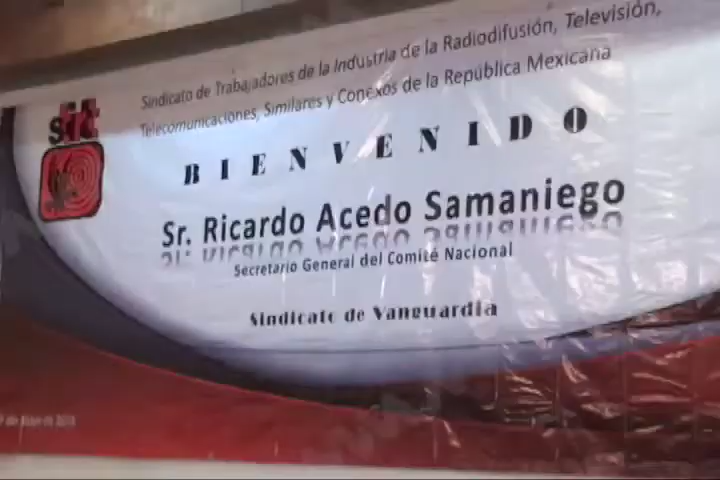 Sindicato de Trabajadores de la Industria de la Radiodifusión, Televisión,
Telecomunicaciones, Similares y Conexos de la República Mexicana
BIENVENIDO
Sr. Ricardo Acedo Samaniego
Secretario General del Comité Nacional
Sindicato de Vanguardia